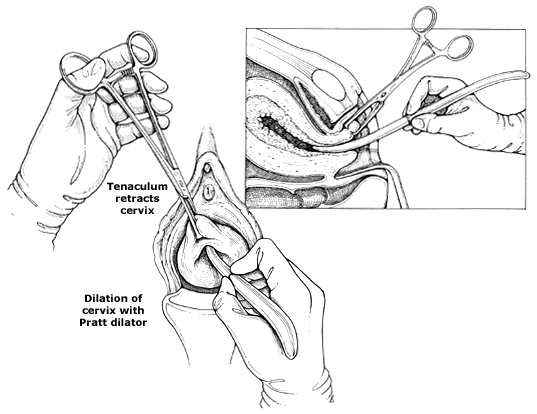 Tenaculum
retracts
cervix
Dilation of
cervix with
Pratt dilator